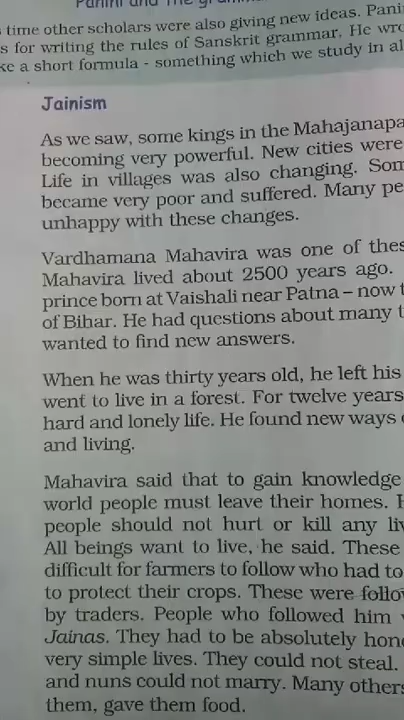 Panini and The
time other scholars were also giving new ideas. Pani
s for writing the rules of Sanskrit grammar. He wro
ke a short formula - something which we study in al
Jainism
As we saw, some kings in the Mahajanapa
becoming very powerful. New cities were
Life in villages was also changing. Som
became very poor and suffered. Many pe
unhappy with these changes.
Vardhamana Mahavira was one of thes
Mahavira lived about 2500 years ago.
prince born at Vaishali near Patna – now t
of Bihar. He had questions about many t
wanted to find new answers.
When he was thirty years old, he left his
went to live in a forest. For twelve years
hard and lonely life. He found new ways
and living.
Mahavira said that to gain knowledge
world people must leave their homes. H
people should not hurt or kill any liv
All beings want to live, he said. These
difficult for farmers to follow who had to
to protect their crops. These were follow
by traders. People who followed him
Jainas. They had to be absolutely hone
very simple lives. They could not steal.
and nuns could not marry. Many others
them, gave them food.